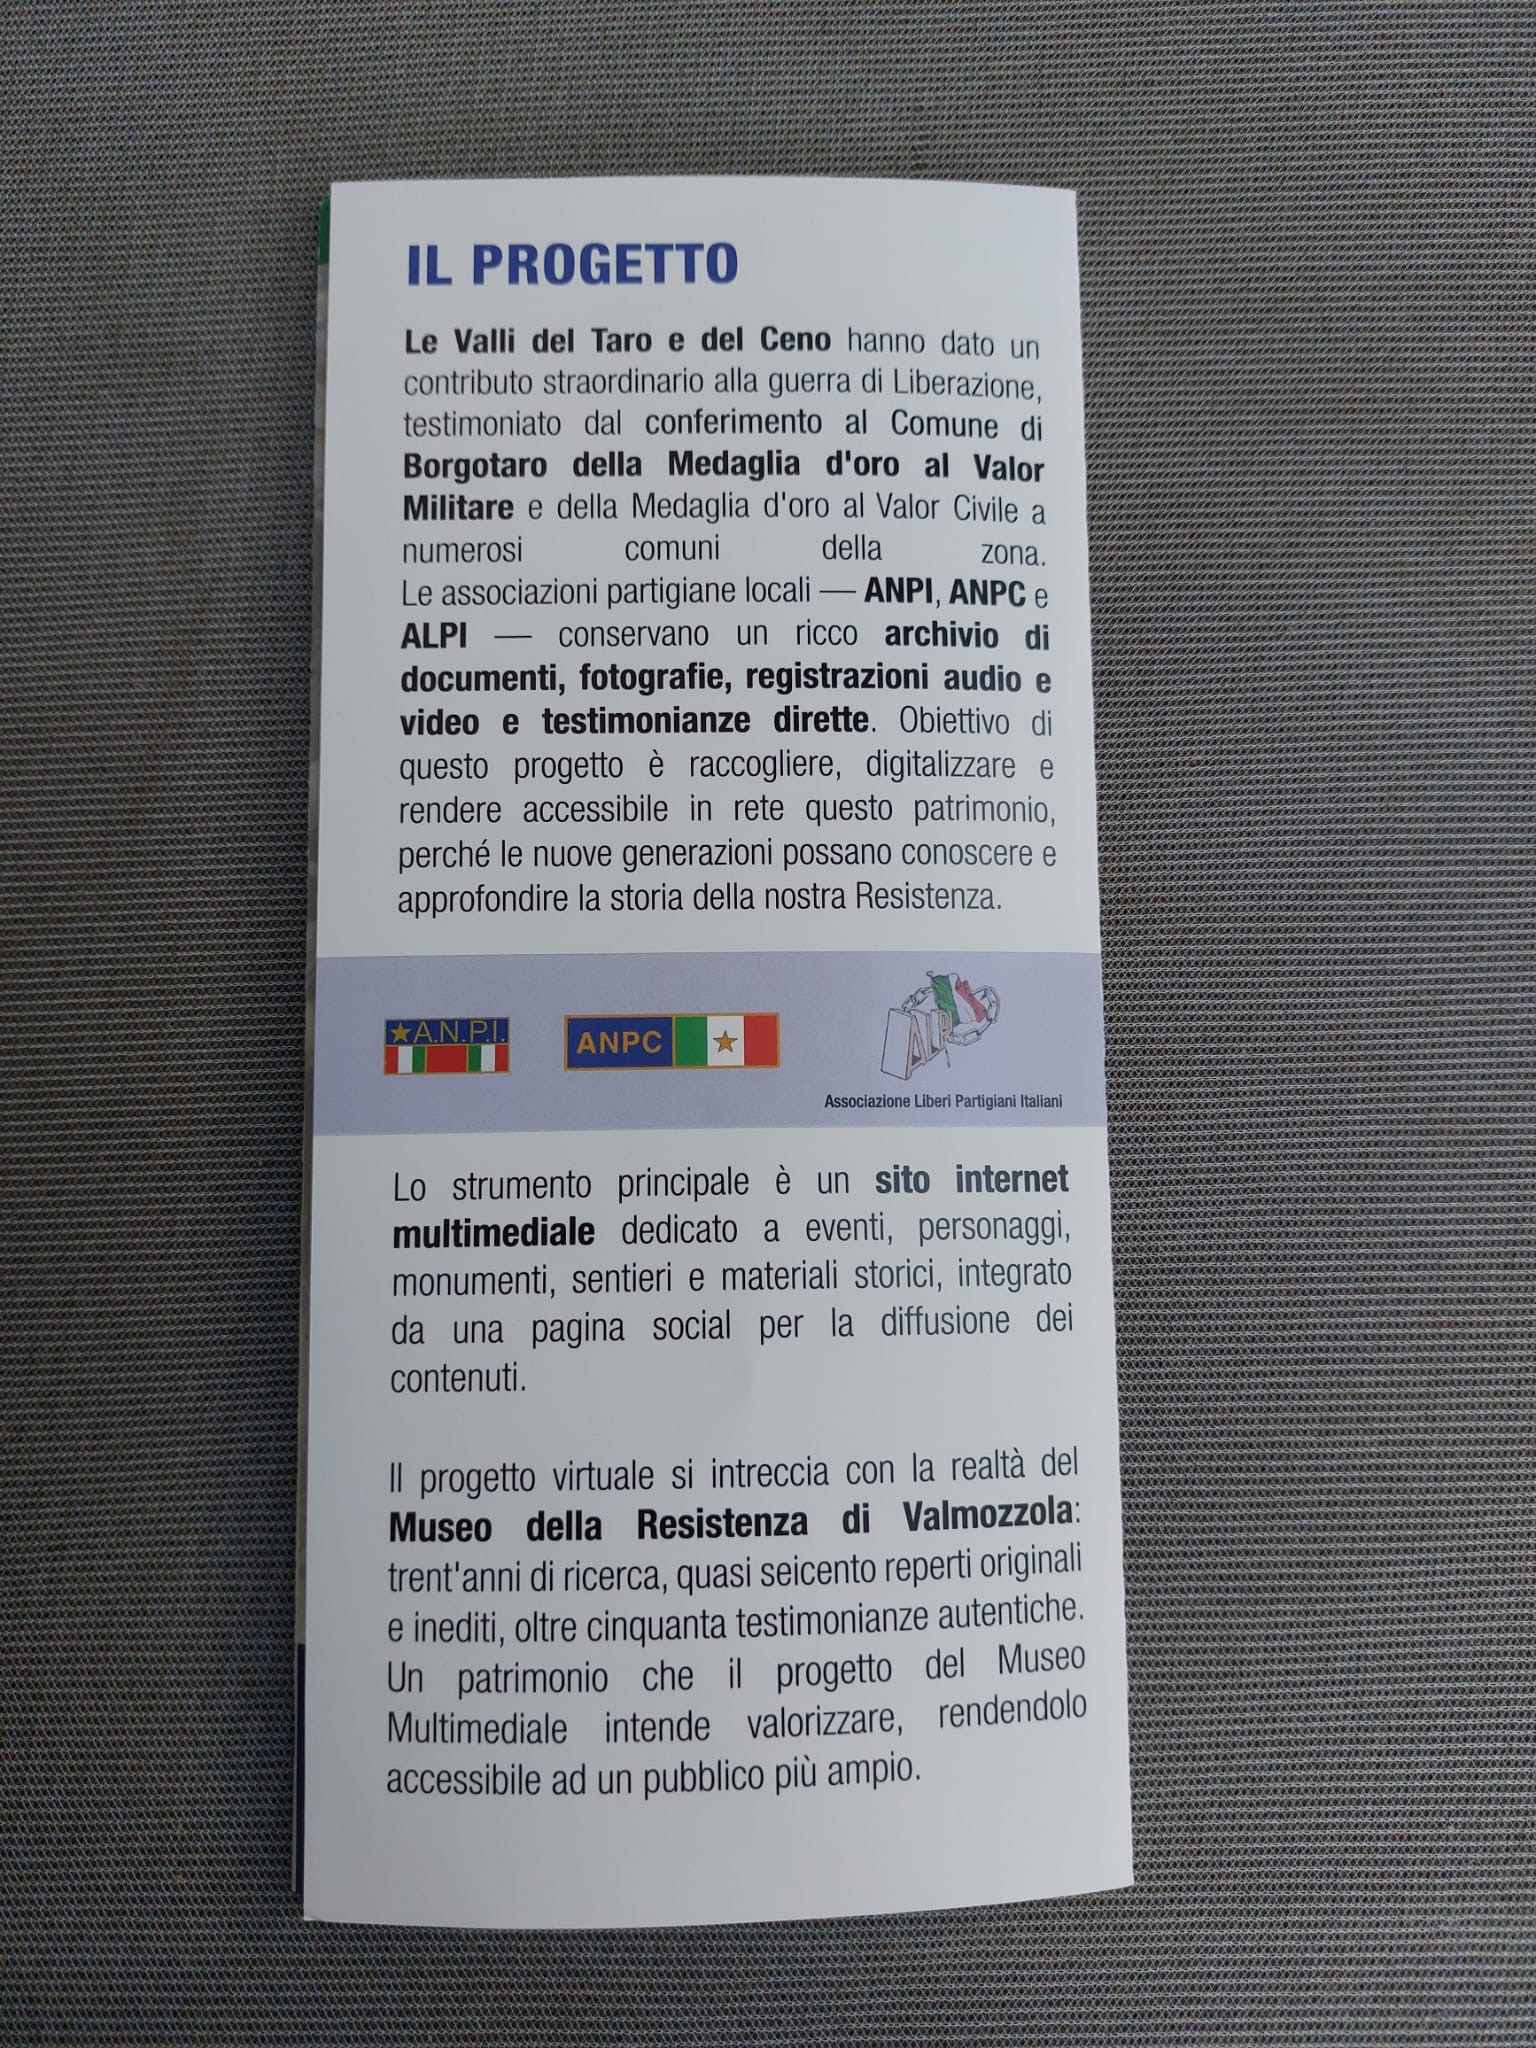 IL PROGETTO
Le Valli del Taro e del Ceno hanno dato un
contributo straordinario alla guerra di Liberazione,
testimoniato dal conferimento al Comune di
Borgotaro della Medaglia d'oro al Valor
Militare e della Medaglia d'oro al Valor Civile a
numerosi comuni della zona.
Le associazioni partigiane locali — ANPI, ANPC e
ALPI — conservano un ricco archivio di
documenti, fotografie, registrazioni audio e
video e testimonianze dirette. Obiettivo di
questo progetto è raccogliere, digitalizzare e
rendere accessibile in rete questo patrimonio,
perché le nuove generazioni possano conoscere e
approfondire la storia della nostra Resistenza.
A.N.P.I.
ANPC
ALPI
Associazione Liberi Partigiani Italiani
Lo strumento principale è un sito internet
multimediale dedicato a eventi, personaggi,
monumenti, sentieri e materiali storici, integrato
da una pagina social per la diffusione dei
contenuti.
Il progetto virtuale si intreccia con la realtà del
Museo della Resistenza di Valmozzola:
trent'anni di ricerca, quasi seicento reperti originali
e inediti, oltre cinquanta testimonianze autentiche.
Un patrimonio che il progetto del Museo
Multimediale intende valorizzare, rendendolo
accessibile ad un pubblico più ampio.